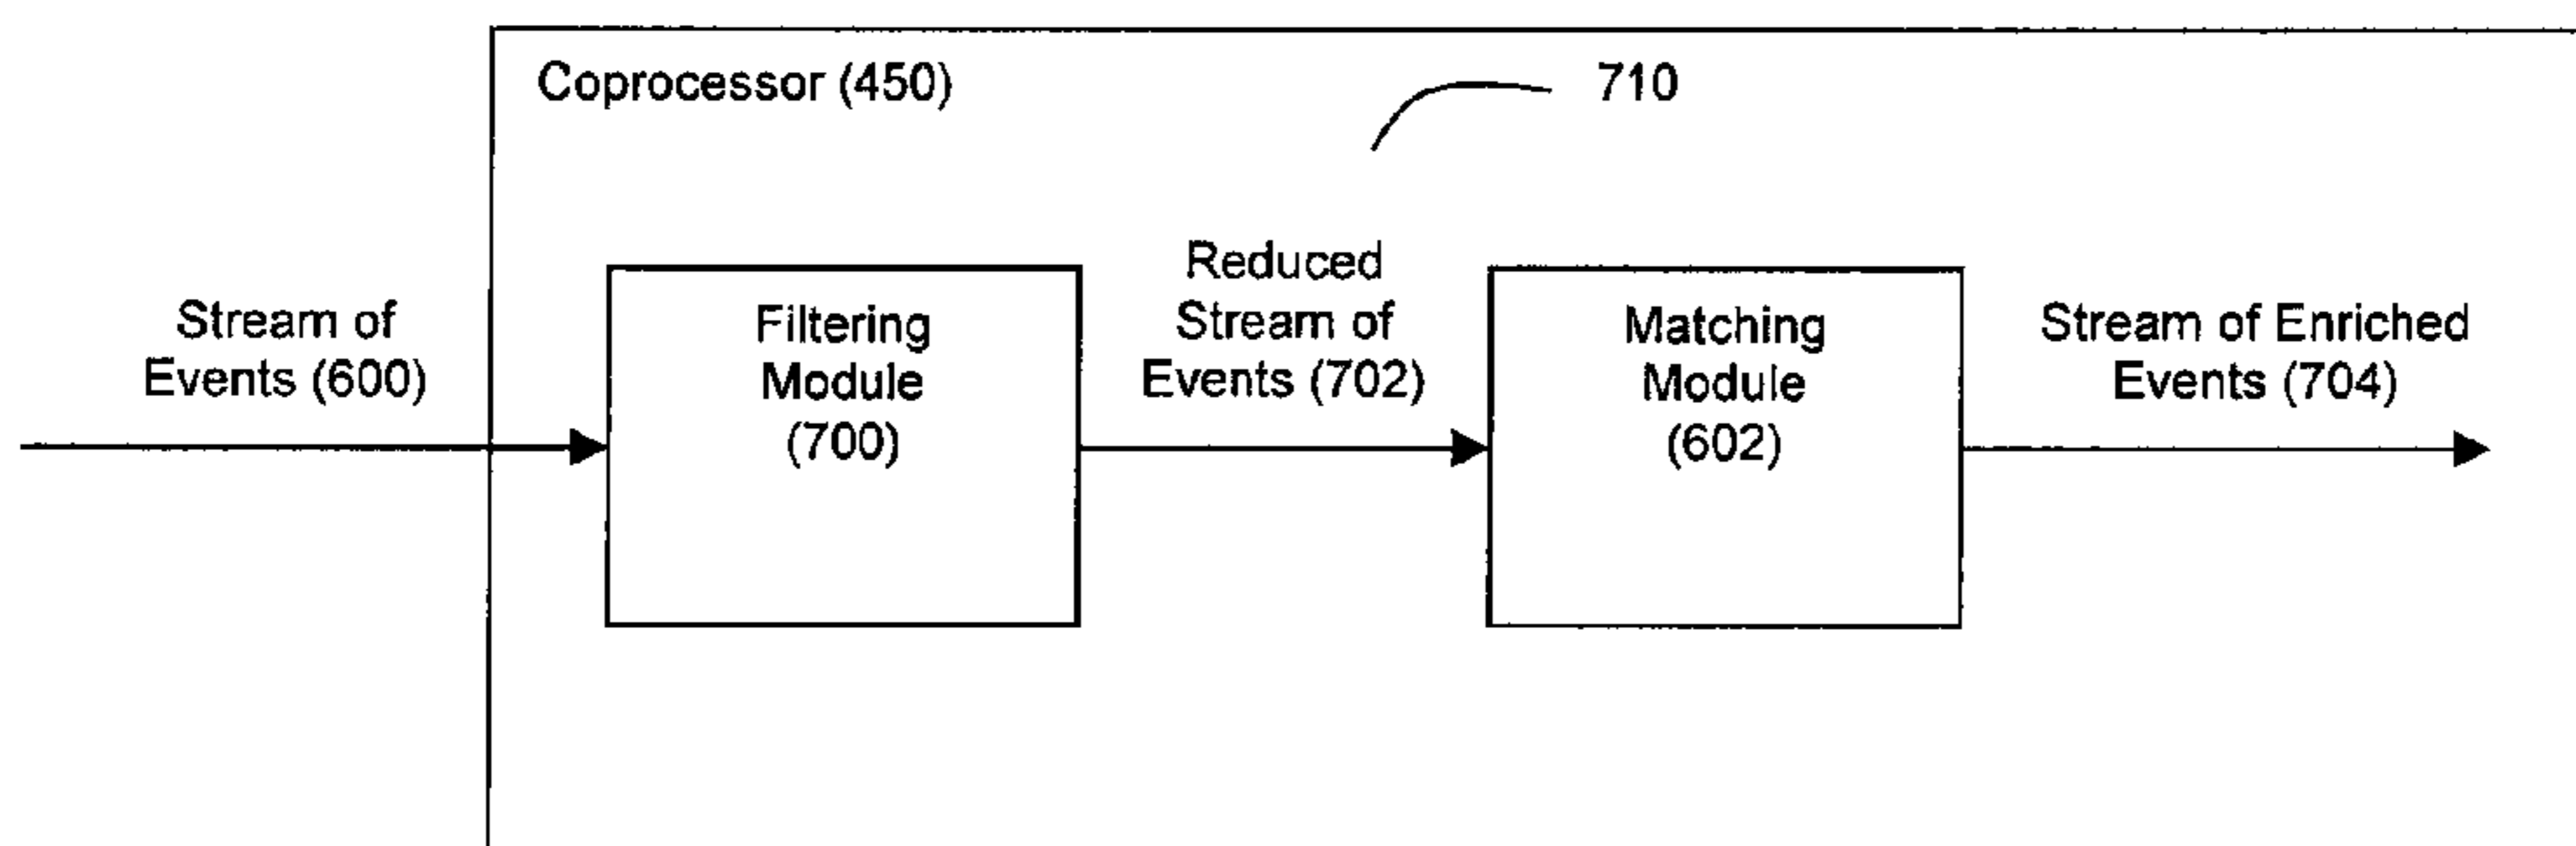 Coprocessor (450)
710
Stream of
Events (600)
Filtering
Module
(700)
Reduced
Stream of
Events (702)
Matching
Module
(602)
Stream of Enriched
Events (704)